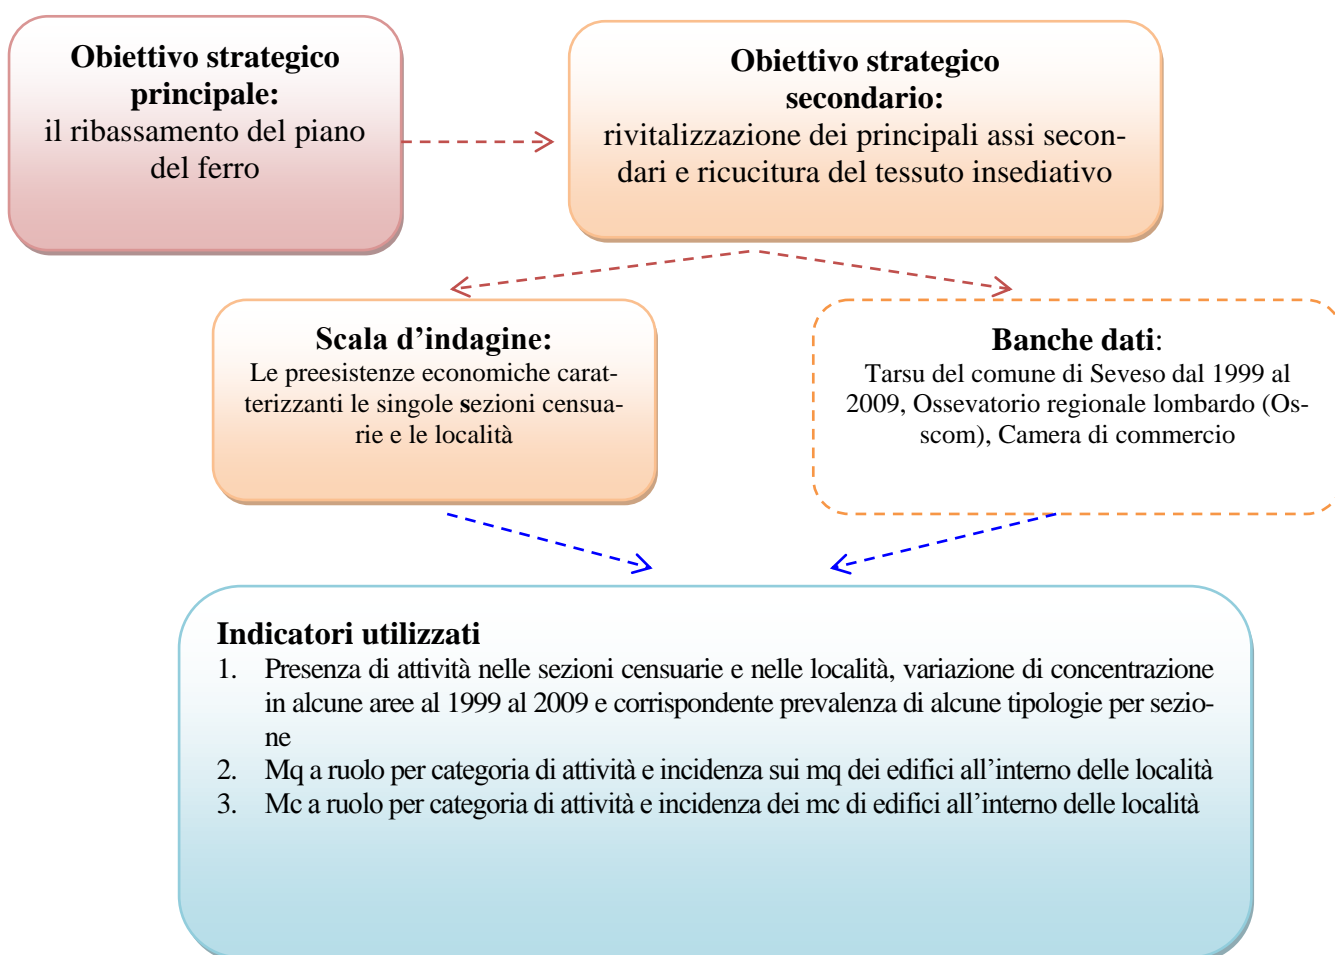 Obiettivo strategico
principale:
il ribassamento del piano
del ferro
Obiettivo strategico
secondario:
rivitalizzazione dei principali assi secon-
dari e ricucitura del tessuto insediativo
Scala d’indagine:
Le preesistenze economiche carat-
terizzanti le singole sezioni censua-
rie e le località
Banche dati:
Tarsu del comune di Seveso dal 1999 al
2009, Ossevatorio regionale lombardo (Os-
scom), Camera di commercio
Indicatori utilizzati
1. Presenza di attività nelle sezioni censuarie e nelle località, variazione di concentrazione
in alcune aree al 1999 al 2009 e corrispondente prevalenza di alcune tipologie per sezio-
ne
2. Mq a ruolo per categoria di attività e incidenza sui mq dei edifici all’interno delle località
3. Mc a ruolo per categoria di attività e incidenza dei mc di edifici all’interno delle località